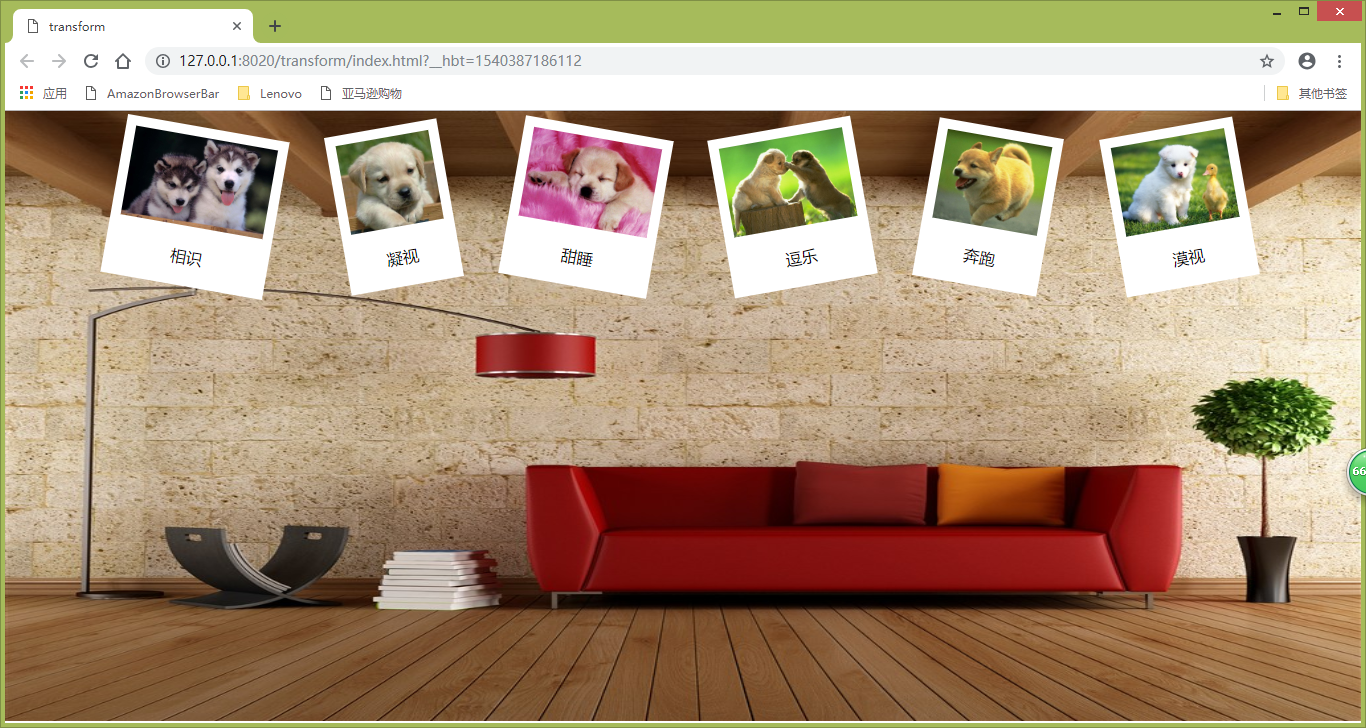 transform
127.0.0.1:8020/transform/index.html?__hbt=1540387186112
应用 AmazonBrowserBar Lenovo 亚马逊购物 其他书签
相识 凝视 甜睡 逗乐 奔跑 漠视
66